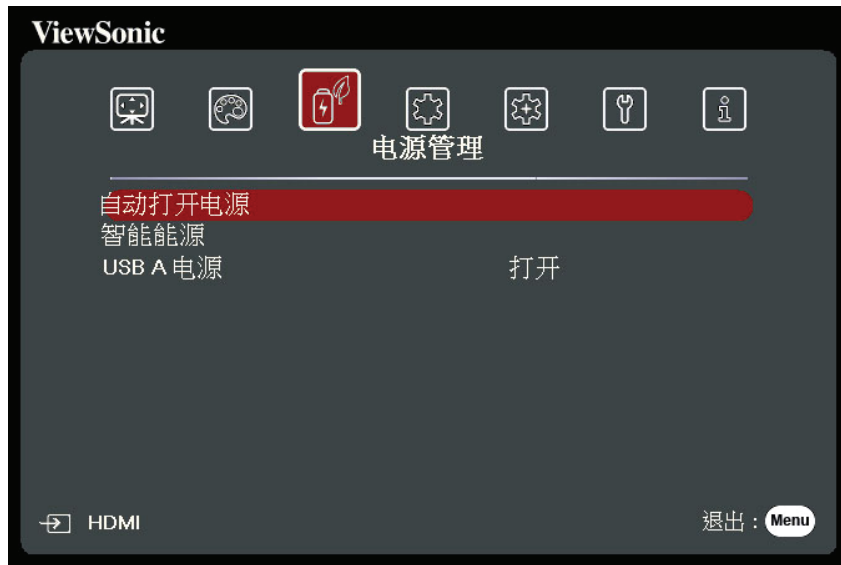 ViewSonic
电源管理
自动打开电源
智能能源
USB A 电源 打开
HDMI 退出：Menu